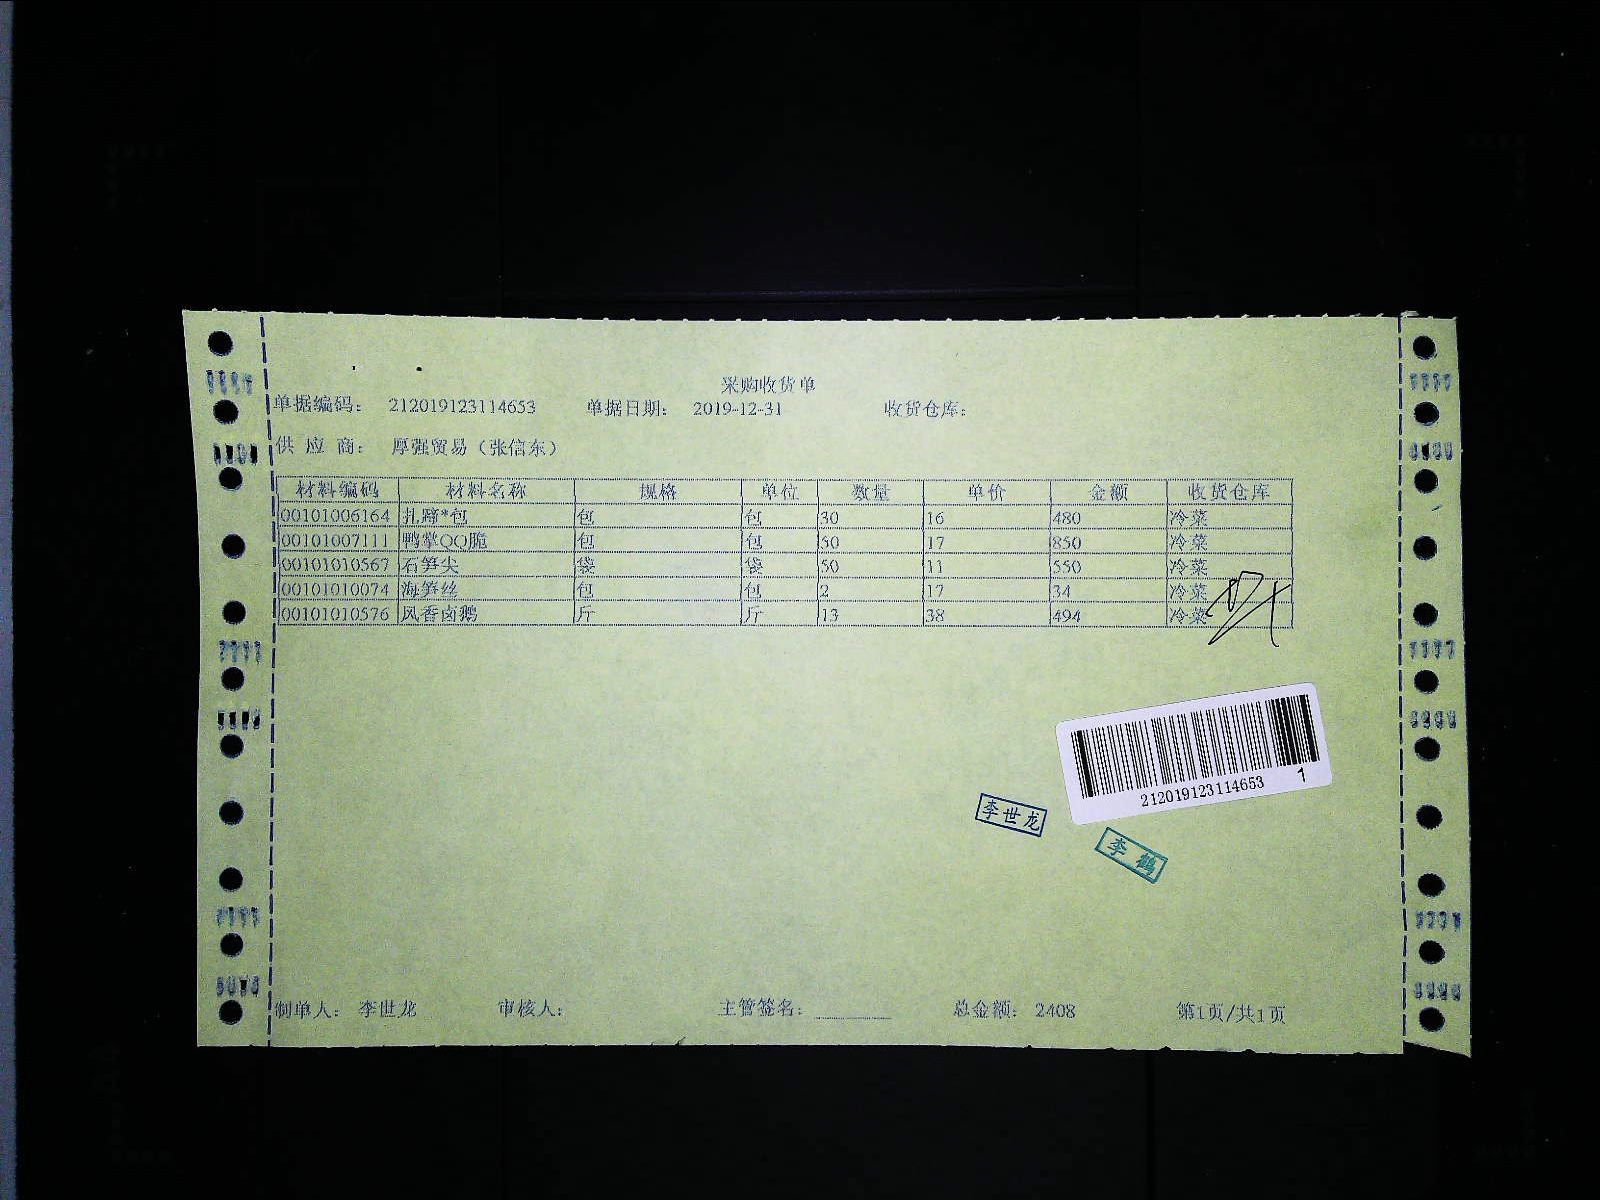 采购收货单
单据编码： 212019123114653 单据日期： 2019-12-31 收货仓库：
供 应 商： 厚强贸易（张信东）
材料编码 材料名称 规格 单位 数量 单价 金额 收货仓库
00101006164 扎蹄*包 包 包 30 16 480 冷菜
00101007111 鸭掌QQ脆 包 包 50 17 850 冷菜
00101010567 石笋尖 袋 袋 50 11 550 冷菜
00101010074 海笋丝 包 包 2 17 34 冷菜
00101010576 风香卤鹅 斤 斤 13 38 494 冷菜
212019123114653 1
李世龙
李鹤
制单人： 李世龙 审核人： 主管签名： 总金额： 2408 第1页/共1页